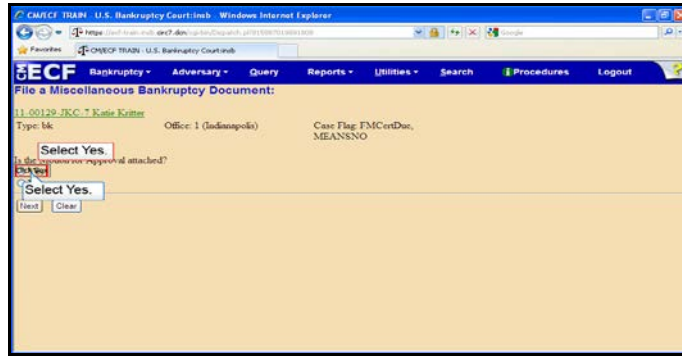 CM/ECF TRAIN - U.S. Bankruptcy Court:insb - Windows Internet Explorer
Google
Favorites CM/ECF TRAIN - U.S. Bankruptcy Court:insb
ECF Bankruptcy Adversary Query Reports Utilities Search Procedures Logout
File a Miscellaneous Bankruptcy Document:
11-00129-JKC-7 Katie Kritter
Type: bk Office: 1 (Indianapolis) Case Flag: FMCertDue,
MEANSNO
Select Yes.
Is the Motion for Approval attached?
Select Yes.
Next Clear